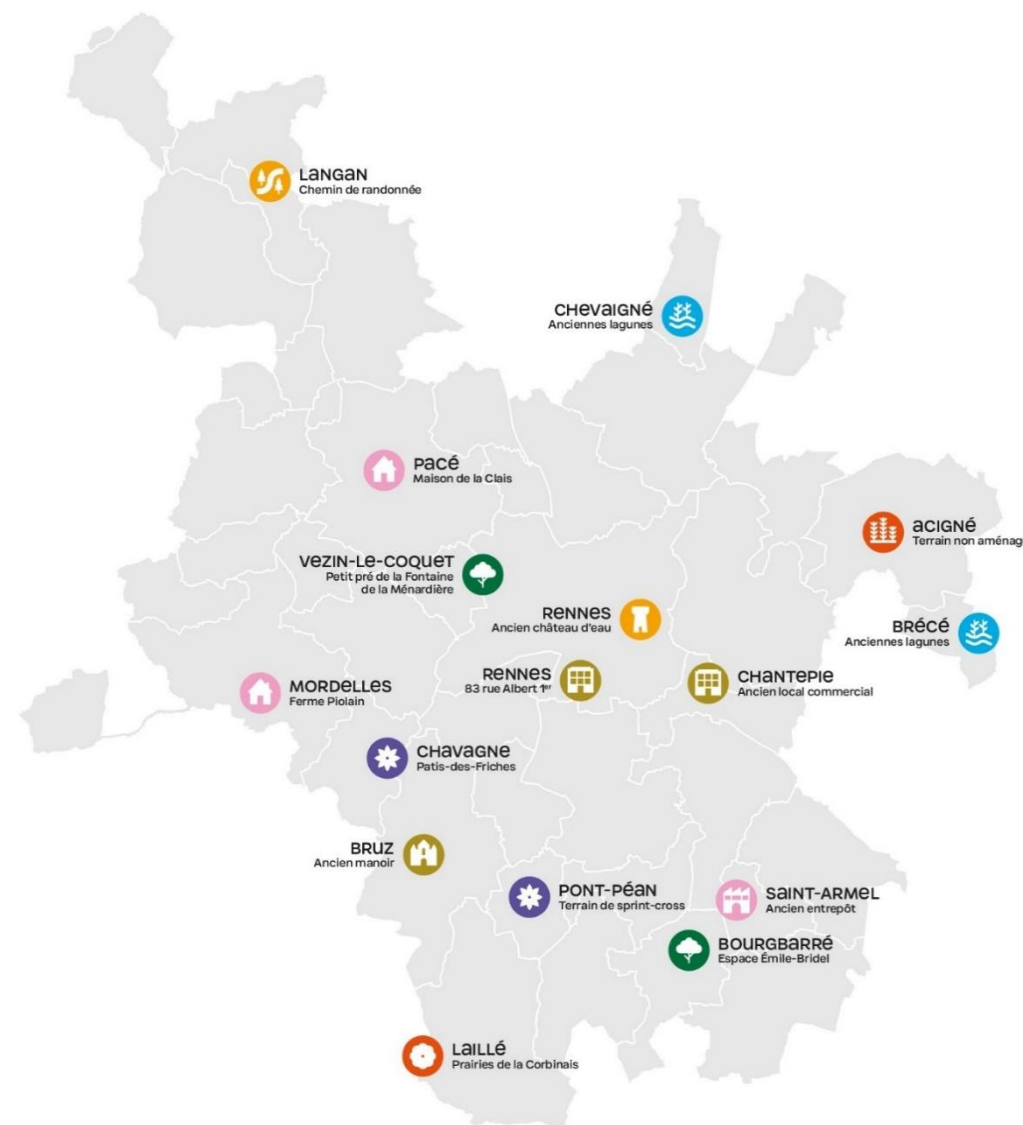 LANGAN
Chemin de randonnée
CHEVAIGNÉ
Anciennes lagunes
PACÉ
Maison de la Clais
ACIGNÉ
Terrain non aménag
VEZIN-LE-COQUET
Petit pré de la Fontaine
de la Ménardière
RENNES
Ancien château d'eau
BRÉCÉ
Anciennes lagunes
RENNES
83 rue Albert 1er
CHANTEPIE
Ancien local commercial
MORDELLES
Ferme Piolain
CHAVAGNE
Patis-des-Friches
BRUZ
Ancien manoir
PONT-PÉAN
Terrain de sprint-cross
SAINT-ARMEL
Ancien entrepôt
BOURGBARRÉ
Espace Émile-Bridel
LAILLÉ
Prairies de la Corbinais